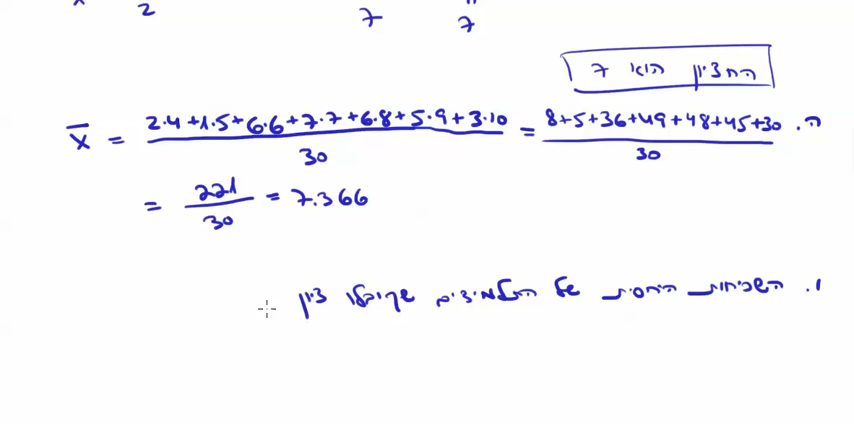 2 7 7
החציון הוא 7
ה. x̄ = (2·4+1·5+6·6+7·7+6·8+5·9+3·10)/30 = (8+5+36+49+48+45+30)/30
= 221/30 = 7.366
ו. השכיחות היחסית של התלמידים שקיבלו ציון